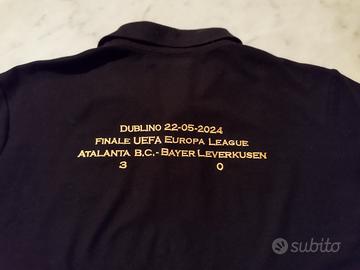 DUBLINO 22-05-2024
FINALE UEFA EUROPA LEAGUE
ATALANTA B.C. - BAYER LEVERKUSEN
3 0
subito